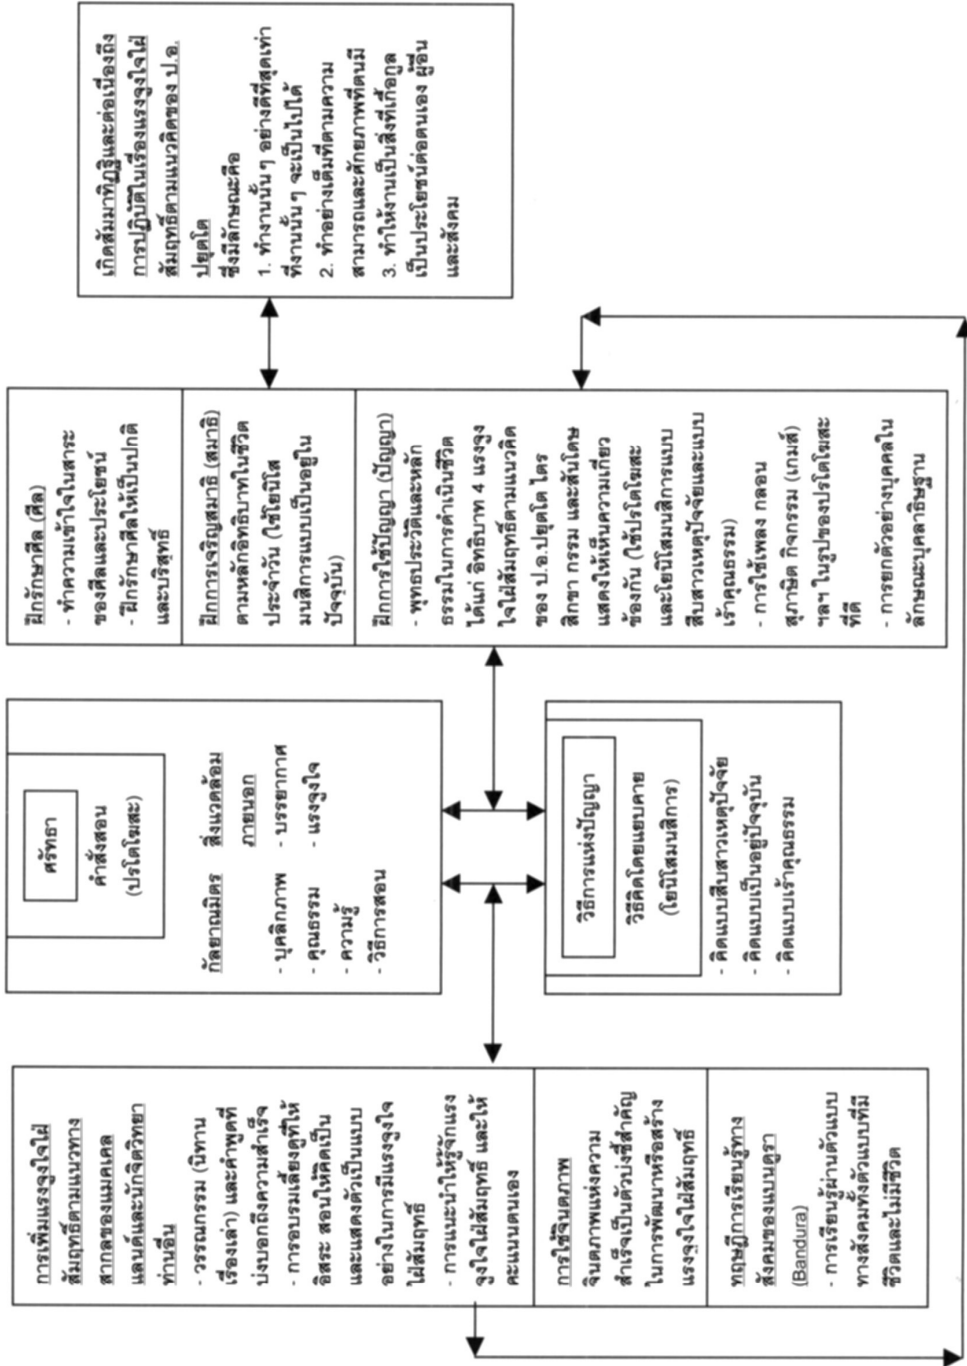 การเพิ่มแรงจูงใจใฝ่
สัมฤทธิ์ตามแนวทาง
สากลของแมคเคล
แลนด์และนักจิตวิทยา
ท่านอื่น
- วรรณกรรม (นิทาน
เรื่องเล่า) และคำพูดที่
บ่งบอกถึงความสำเร็จ
- การอบรมเลี้ยงดูที่ให้
อิสระ สอนให้คิดเป็น
และแสดงตัวเป็นแบบ
อย่างในการมีแรงจูงใจ
ใฝ่สัมฤทธิ์
- การแนะนำให้รู้จักแรง
จูงใจใฝ่สัมฤทธิ์ และให้
คะแนนตนเอง
การใช้จินตภาพ
จินตภาพแห่งความ
สำเร็จเป็นตัวบ่งชี้สำคัญ
ในการพัฒนาหรือสร้าง
แรงจูงใจใฝ่สัมฤทธิ์
ทฤษฎีการเรียนรู้ทาง
สังคมของแบนดูรา
(Bandura)
- การเรียนรู้ผ่านตัวแบบ
ทางสังคมทั้งตัวแบบที่มี
ชีวิตและไม่มีชีวิต
ศรัทธา
คำสั่งสอน
(ปรโตโฆสะ)
กัลยาณมิตร
- บุคลิกภาพ
- คุณธรรม
- ความรู้
- วิธีการสอน
สิ่งแวดล้อม
ภายนอก
- บรรยากาศ
- แรงจูงใจ
วิธีการแห่งปัญญา
วิธีคิดโดยแยบคาย
(โยนิโสมนสิการ)
- คิดแบบสืบสาวเหตุปัจจัย
- คิดแบบเป็นอยู่ปัจจุบัน
- คิดแบบเร้าคุณธรรม
ฝึกรักษาศีล (ศีล)
- ทำความเข้าใจในสาระ
ของศีลและประโยชน์
- ฝึกรักษาศีลให้เป็นปกติ
และบริสุทธิ์
ฝึกการเจริญสมาธิ (สมาธิ)
ตามหลักอิทธิบาทในชีวิต
ประจำวัน (ใช้โยนิโส
มนสิการแบบเป็นอยู่ใน
ปัจจุบัน)
ฝึกการใช้ปัญญา (ปัญญา)
- พุทธประวัติและหลัก
ธรรมในการดำเนินชีวิต
ได้แก่ อิทธิบาท 4 แรงจูง
ใจใฝ่สัมฤทธิ์ตามแนวคิด
ของ ป.อ.ปยุตโต ไตร
สิกขา กรรม และสันโดษ
แสดงให้เห็นความเกี่ยว
ข้องกัน (ใช้ปรโตโฆสะ
และโยนิโสมนสิการแบบ
สืบสาวเหตุปัจจัยและแบบ
เร้าคุณธรรม)
- การใช้เพลง กลอน
สุภาษิต กิจกรรม (เกมส์)
ฯลฯ ในรูปของปรโตโฆสะ
ที่ดี
- การยกตัวอย่างบุคคลใน
ลักษณะบุคลาธิษฐาน
เกิดสัมมาทิฏฐิและต่อเนื่องถึง
การปฏิบัติในเรื่องแรงจูงใจใฝ่
สัมฤทธิ์ตามแนวคิดของ ป.อ.
ปยุตโต
ซึ่งมีลักษณะคือ
1. ทำงานนั้น ๆ อย่างดีที่สุดเท่า
ที่งานนั้น ๆ จะเป็นไปได้
2. ทำอย่างเต็มที่ตามความ
สามารถและศักยภาพที่ตนมี
3. ทำให้งานเป็นสิ่งที่เกื้อกูล
เป็นประโยชน์ต่อตนเอง ผู้อื่น
และสังคม